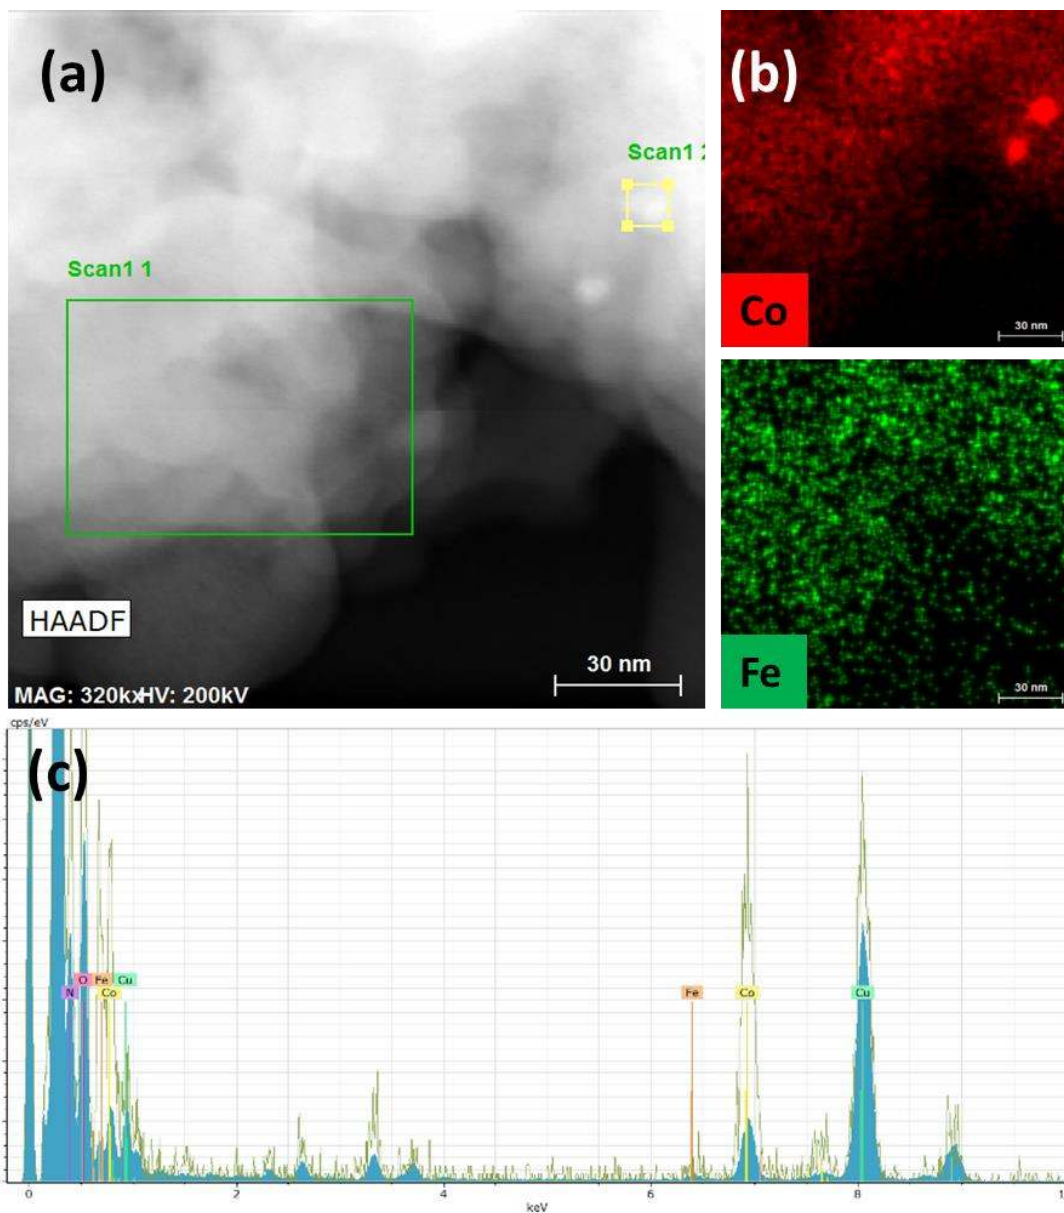 (a)
Scan1 2
Scan1 1
HAADF
30 nm
MAG: 320kx HV: 200kV
(b)
Co
30 nm
Fe
30 nm
cps/eV
(c)
O Fe Cu
N Co
Fe Co Cu
0 2 4 6 8
keV